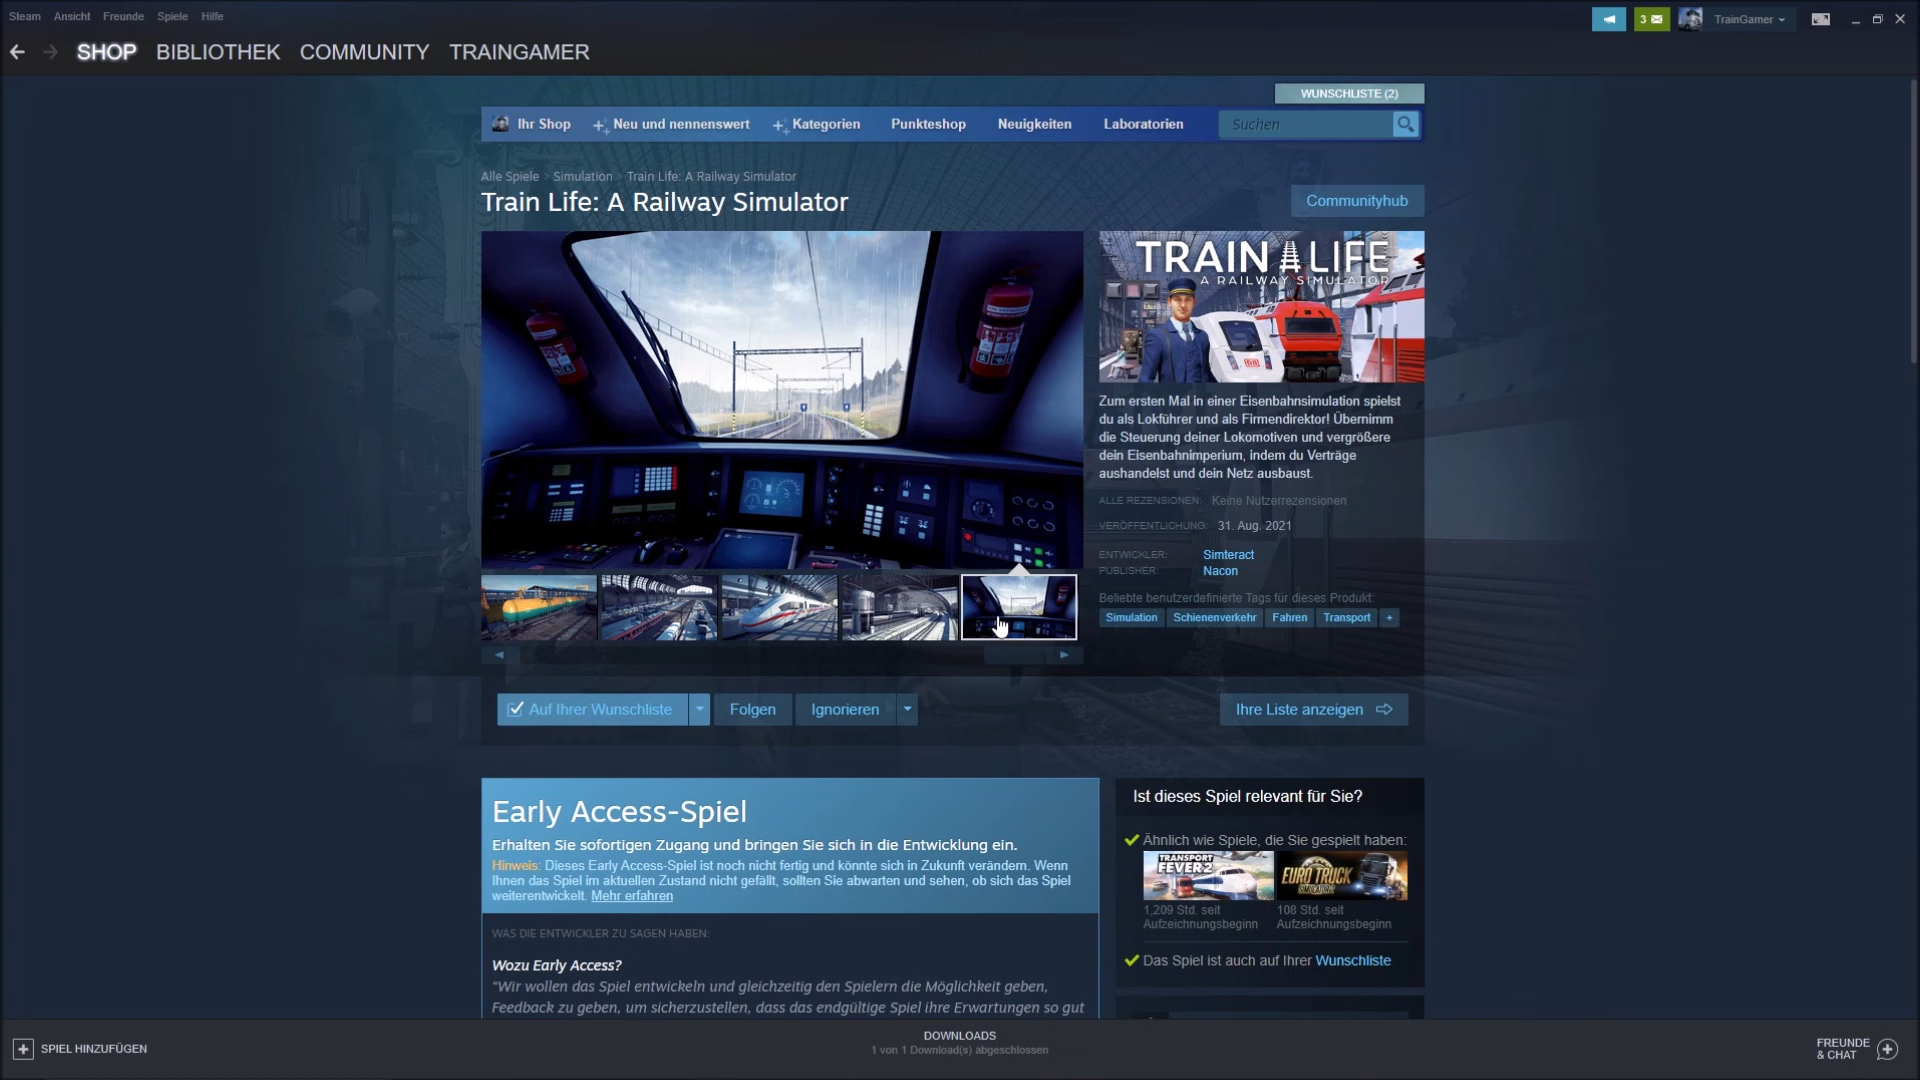 Steam Ansicht Freunde Spiele Hilfe
3
TrainGamer
SHOP BIBLIOTHEK COMMUNITY TRAINGAMER
WUNSCHLISTE (2)
Ihr Shop Neu und nennenswert Kategorien Punkteshop Neuigkeiten Laboratorien Suchen
Alle Spiele > Simulation > Train Life: A Railway Simulator
Train Life: A Railway Simulator
Communityhub
TRAIN LIFE
A RAILWAY SIMULATOR
DB
Zum ersten Mal in einer Eisenbahnsimulation spielst
du als Lokführer und als Firmendirektor! Übernimm
die Steuerung deiner Lokomotiven und vergrößere
dein Eisenbahnimperium, indem du Verträge
aushandelst und dein Netz ausbaust.
ALLE REZENSIONEN: Keine Nutzerrezensionen
VERÖFFENTLICHUNG: 31. Aug. 2021
ENTWICKLER: Simteract
PUBLISHER: Nacon
Beliebte benutzerdefinierte Tags für dieses Produkt:
Simulation Schienenverkehr Fahren Transport +
Auf Ihrer Wunschliste Folgen Ignorieren Ihre Liste anzeigen
Early Access-Spiel
Erhalten Sie sofortigen Zugang und bringen Sie sich in die Entwicklung ein.
Hinweis: Dieses Early Access-Spiel ist noch nicht fertig und könnte sich in Zukunft verändern. Wenn
Ihnen das Spiel im aktuellen Zustand nicht gefällt, sollten Sie abwarten und sehen, ob sich das Spiel
weiterentwickelt. Mehr erfahren
WAS DIE ENTWICKLER ZU SAGEN HABEN:
Wozu Early Access?
“Wir wollen das Spiel entwickeln und gleichzeitig den Spielern die Möglichkeit geben,
Feedback zu geben, um sicherzustellen, dass das endgültige Spiel ihre Erwartungen so gut
Ist dieses Spiel relevant für Sie?
Ähnlich wie Spiele, die Sie gespielt haben:
TRANSPORT
FEVER 2
EURO TRUCK
SIMULATOR 2
1,209 Std. seit
Aufzeichnungsbeginn
108 Std. seit
Aufzeichnungsbeginn
Das Spiel ist auch auf Ihrer Wunschliste
SPIEL HINZUFÜGEN
DOWNLOADS
1 von 1 Download(s) abgeschlossen
FREUNDE
& CHAT